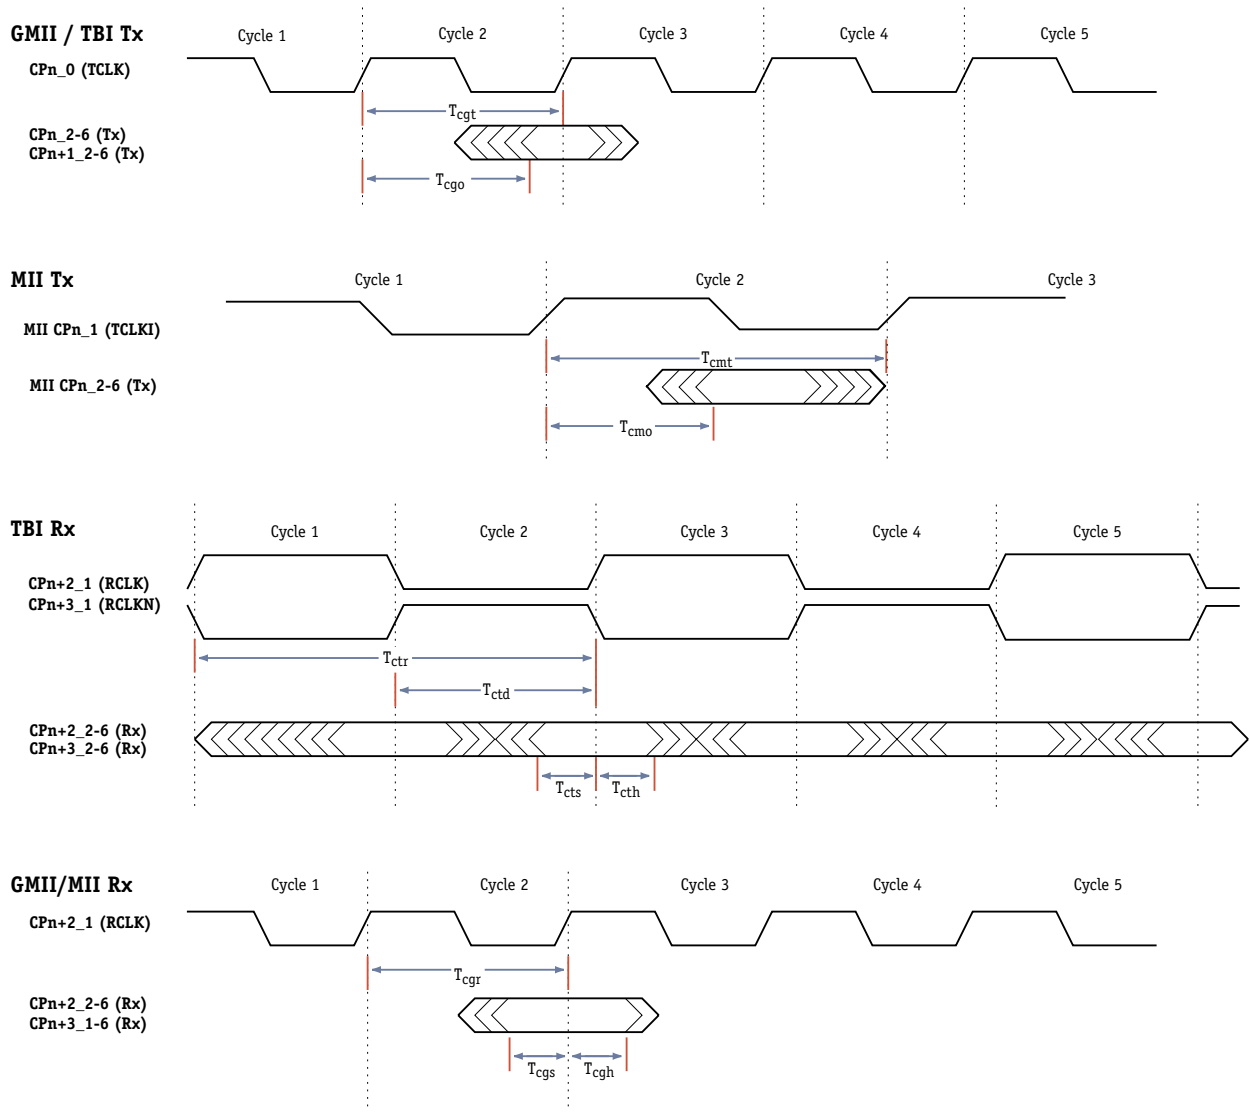 GMII / TBI Tx
Cycle 1 Cycle 2 Cycle 3 Cycle 4 Cycle 5
CPn_0 (TCLK)
Tcgt
CPn_2-6 (Tx)
CPn+1_2-6 (Tx)
Tcgo
MII Tx
Cycle 1 Cycle 2 Cycle 3
MII CPn_1 (TCLKI)
Tcmt
MII CPn_2-6 (Tx)
Tcmo
TBI Rx
Cycle 1 Cycle 2 Cycle 3 Cycle 4 Cycle 5
CPn+2_1 (RCLK)
CPn+3_1 (RCLKN)
Tctr
Tctd
CPn+2_2-6 (Rx)
CPn+3_2-6 (Rx)
Tcts Tcth
GMII/MII Rx
Cycle 1 Cycle 2 Cycle 3 Cycle 4 Cycle 5
CPn+2_1 (RCLK)
Tcgr
CPn+2_2-6 (Rx)
CPn+3_1-6 (Rx)
Tcgs Tcgh